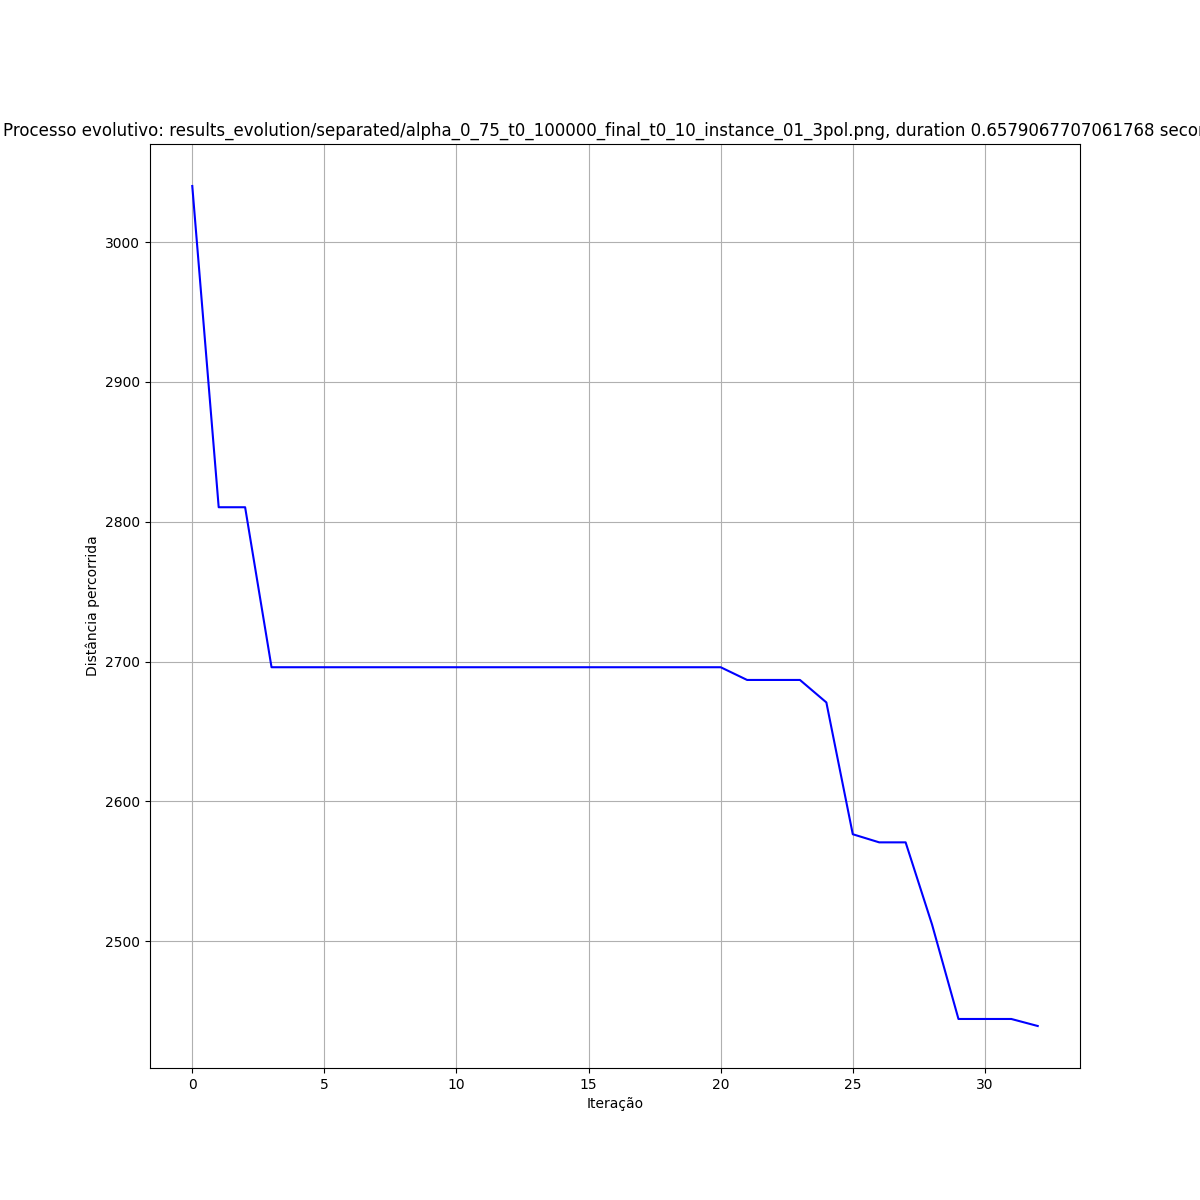 Processo evolutivo: results_evolution/separated/alpha_0_75_t0_100000_final_t0_10_instance_01_3pol.png, duration 0.6579067707061768
3000
2900
2800
2700
2600
2500
Distância percorrida
0 5 10 15 20 25 30
Iteração